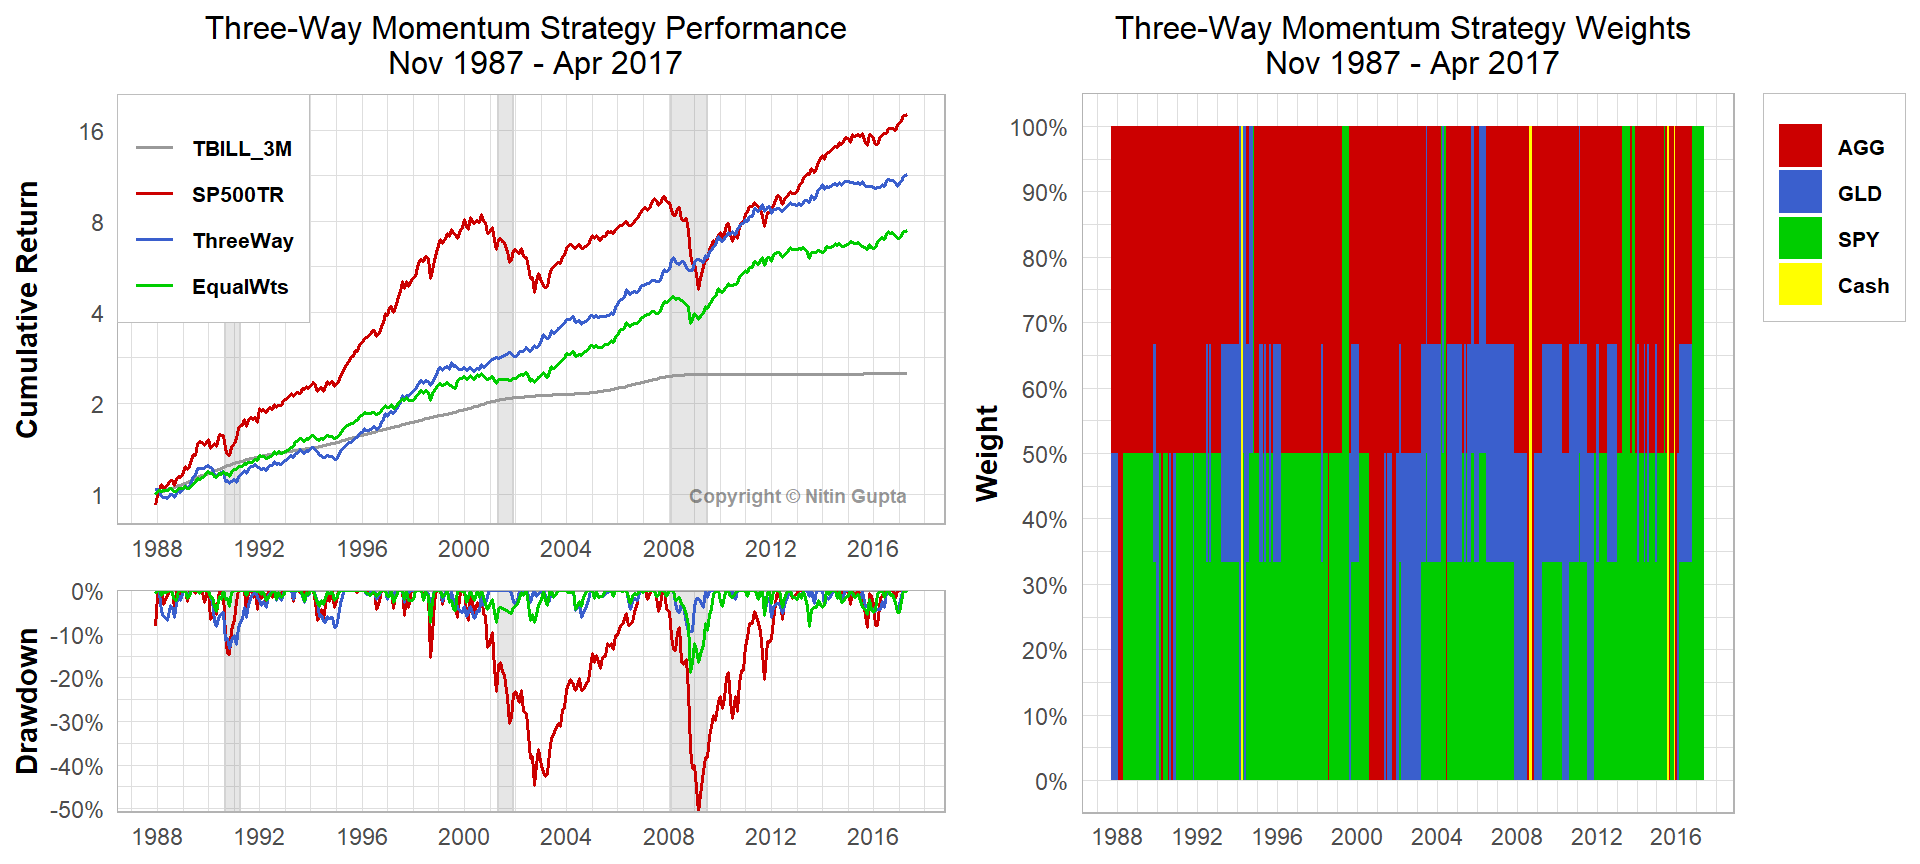 Three-Way Momentum Strategy Performance
Nov 1987 - Apr 2017
Cumulative Return
16
8
4
2
1
TBILL_3M
SP500TR
ThreeWay
EqualWts
Copyright © Nitin Gupta
1988 1992 1996 2000 2004 2008 2012 2016
Drawdown
0%
-10%
-20%
-30%
-40%
-50%
1988 1992 1996 2000 2004 2008 2012 2016
Three-Way Momentum Strategy Weights
Nov 1987 - Apr 2017
Weight
100%
90%
80%
70%
60%
50%
40%
30%
20%
10%
0%
1988 1992 1996 2000 2004 2008 2012 2016
AGG
GLD
SPY
Cash